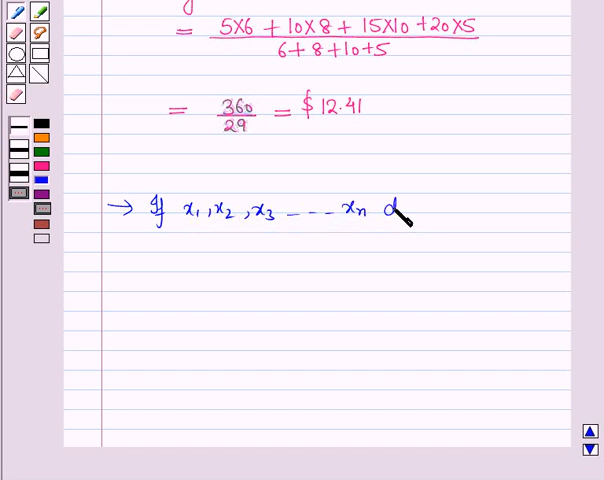 = 5×6 + 10×8 + 15×10 + 20×5
6+8+10+5
= 360/29 = $12.41
→ If x₁, x₂, x₃ ---- xₙ d